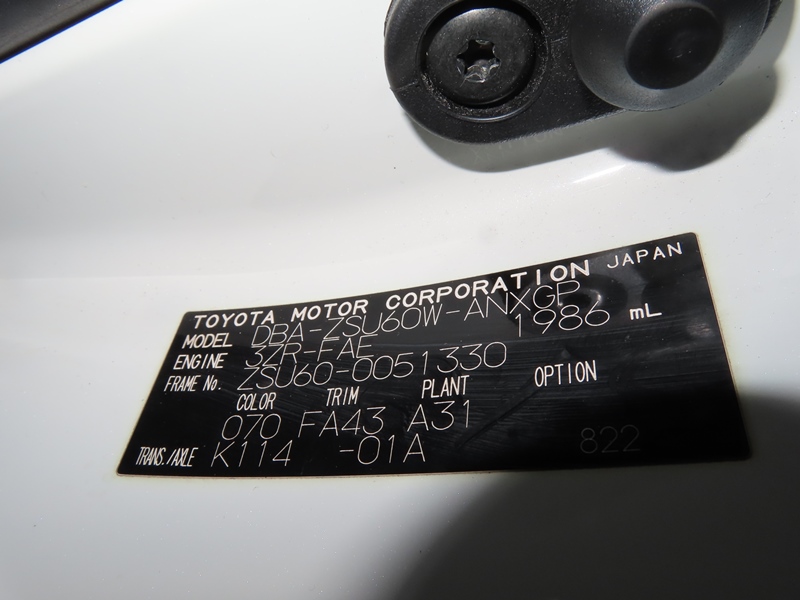 TOYOTA MOTOR CORPORATION JAPAN
MODEL DBA-ZSU60W-ANXGP
ENGINE 3ZR-FAE 1986 mL
FRAME No. ZSU60-0051330
COLOR TRIM PLANT OPTION
070 FA43 A31
TRANS./AXLE K114 -01A 822